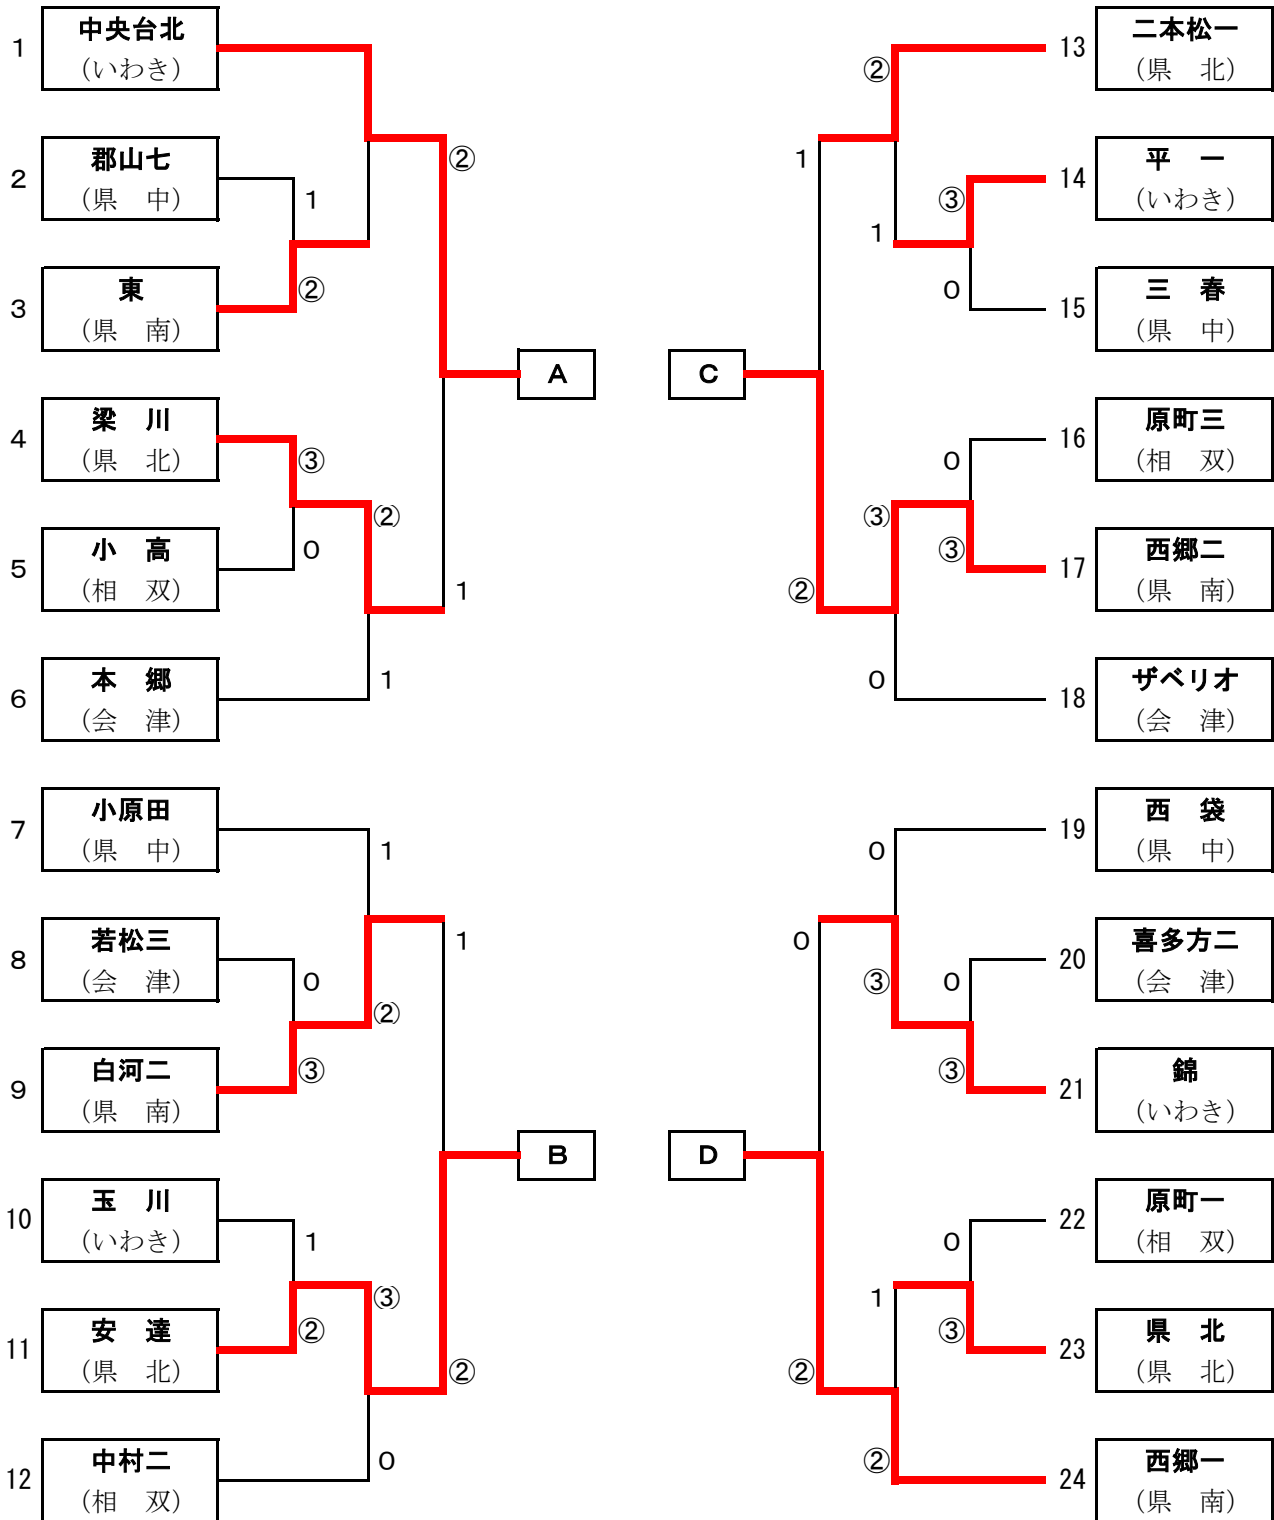 1
中央台北
(いわき)
2
郡山七
(県　中)
3
東
(県　南)
4
梁　川
(県　北)
5
小　高
(相　双)
6
本　郷
(会　津)
7
小原田
(県　中)
8
若松三
(会　津)
9
白河二
(県　南)
10
玉　川
(いわき)
11
安　達
(県　北)
12
中村二
(相　双)
1
②
③
0
0
③
1
②
②
1
1
②
③
0
②
1
1
②
A
B
C
D
1
②
0
②
②
1
③
0
0
③
1
②
③
0
0
③
0
③
0
③
13
二本松一
(県　北)
14
平　一
(いわき)
15
三　春
(県　中)
16
原町三
(相　双)
17
西郷二
(県　南)
18
ザベリオ
(会　津)
19
西　袋
(県　中)
20
喜多方二
(会　津)
21
錦
(いわき)
22
原町一
(相　双)
23
県　北
(県　北)
24
西郷一
(県　南)